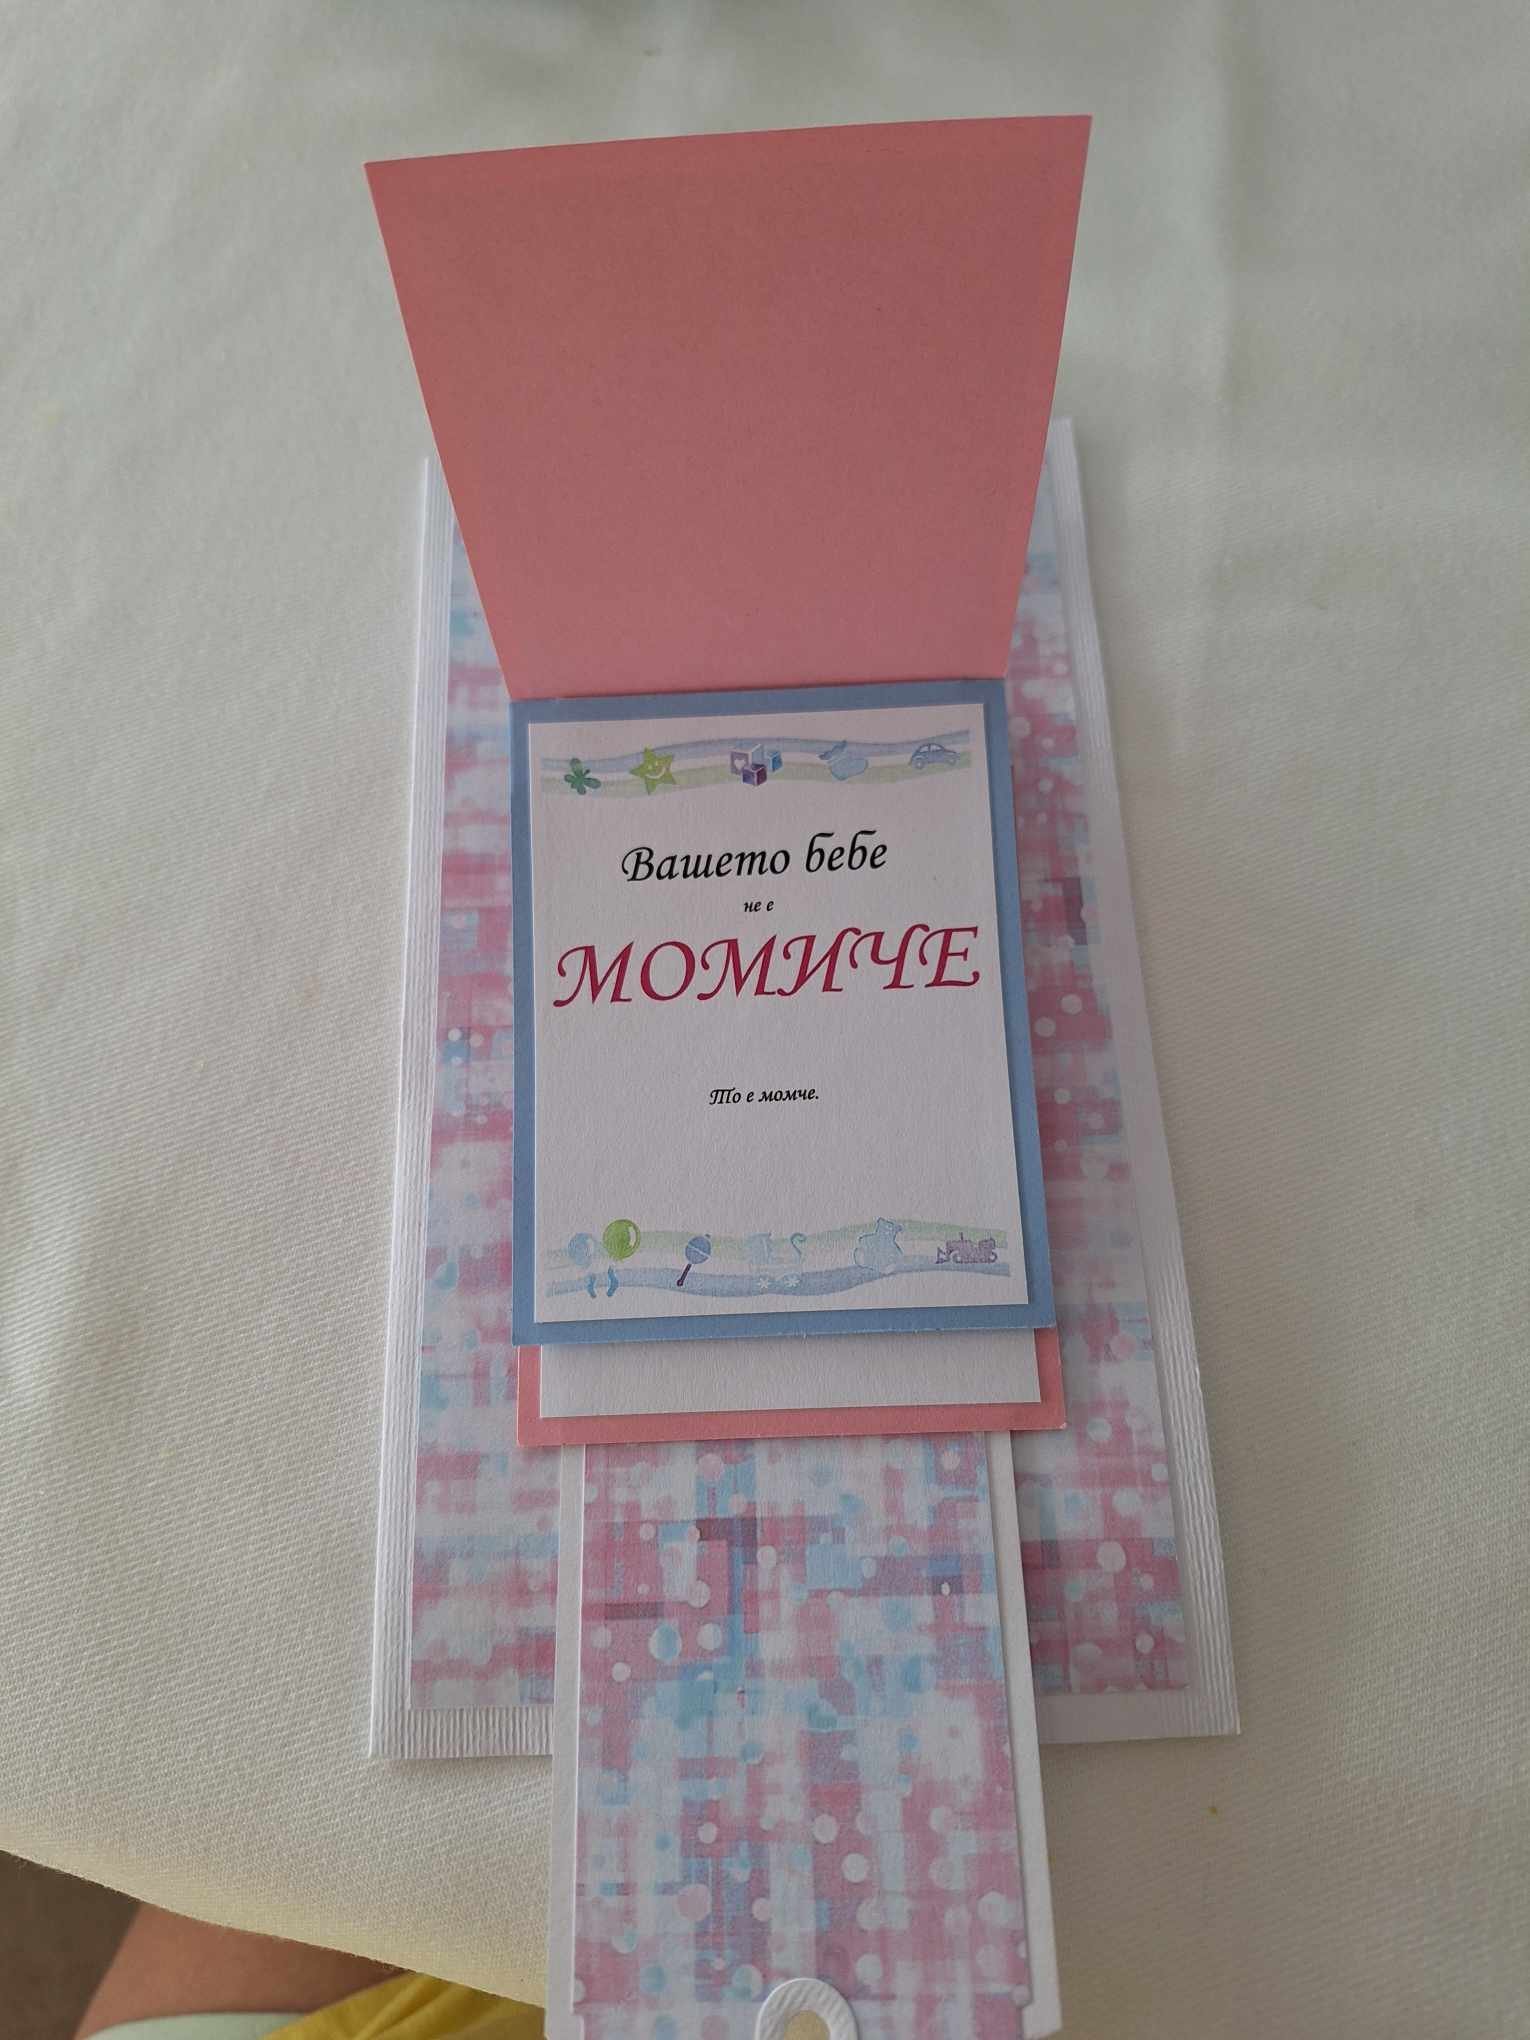 Вашето бебе
не е
МОМИЧЕ
То е момче.